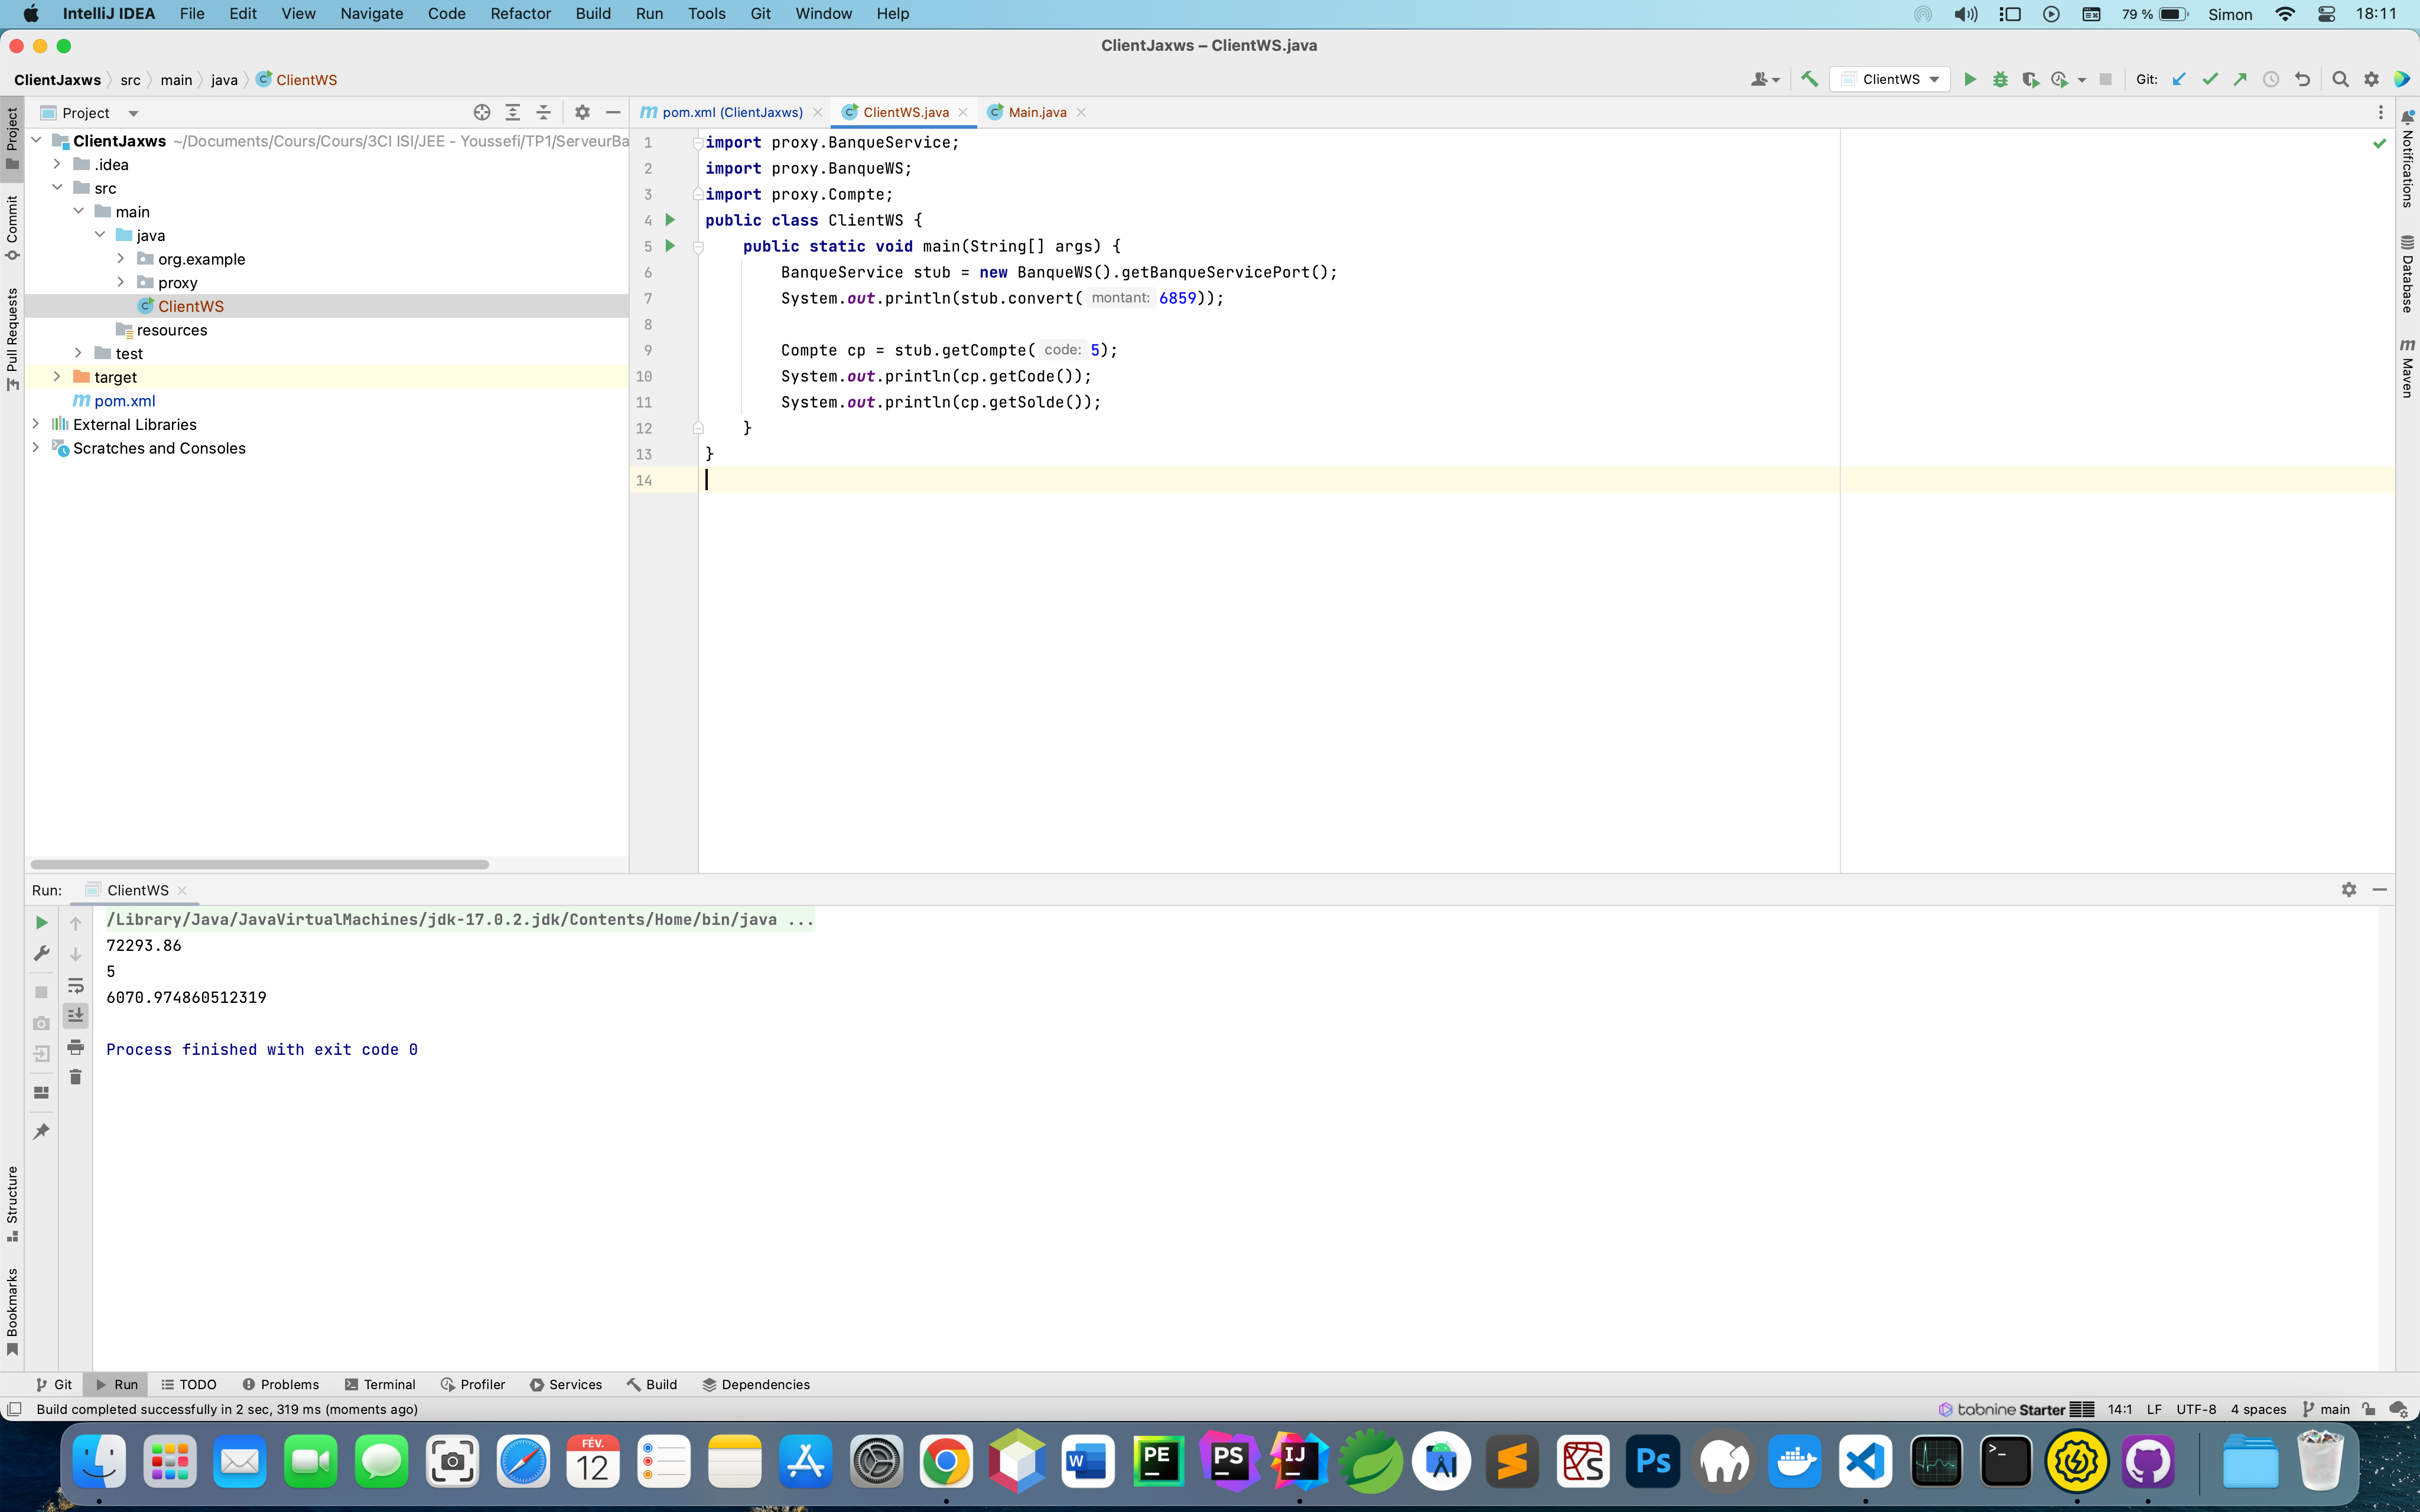 IntelliJ IDEA File Edit View Navigate Code Refactor Build Run Tools Git Window Help 79 % Simon 18:11
ClientJaxws – ClientWS.java
ClientJaxws src main java ClientWS ClientWS Git:
Project
pom.xml (ClientJaxws) ClientWS.java Main.java
ClientJaxws ~/Documents/Cours/Cours/3CI ISI/JEE - Youssefi/TP1/ServeurBa
.idea
src
main
java
org.example
proxy
ClientWS
resources
test
target
pom.xml
External Libraries
Scratches and Consoles
Project
Commit
Pull Requests
Structure
Bookmarks
1 import proxy.BanqueService;
2 import proxy.BanqueWS;
3 import proxy.Compte;
4 public class ClientWS {
5 public static void main(String[] args) {
6 BanqueService stub = new BanqueWS().getBanqueServicePort();
7 System.out.println(stub.convert( montant: 6859));
8
9 Compte cp = stub.getCompte( code: 5);
10 System.out.println(cp.getCode());
11 System.out.println(cp.getSolde());
12 }
13 }
14
Notifications
Database
Maven
Run: ClientWS
/Library/Java/JavaVirtualMachines/jdk-17.0.2.jdk/Contents/Home/bin/java ...
72293.86
5
6070.974860512319
Process finished with exit code 0
Git Run TODO Problems Terminal Profiler Services Build Dependencies
Build completed successfully in 2 sec, 319 ms (moments ago) tabnine Starter 14:1 LF UTF-8 4 spaces main
FÉV.
12
W
PE
PS
IJ
Ps